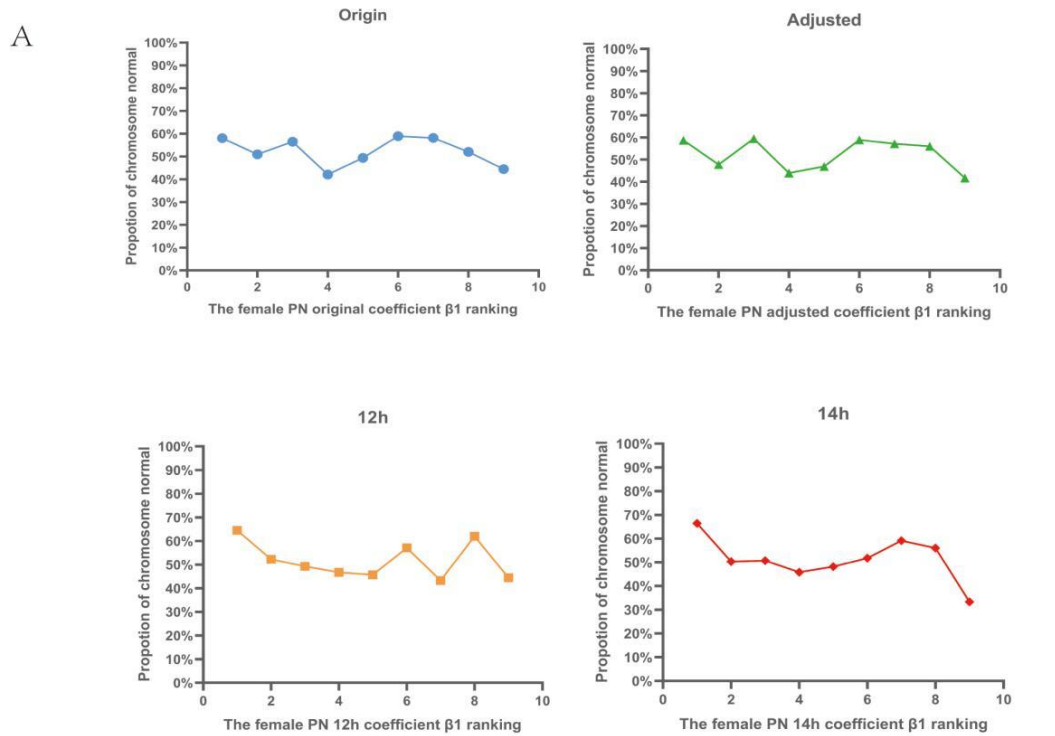 A
Origin
Propotion of chromosome normal
100%
90%
80%
70%
60%
50%
40%
30%
20%
10%
0%
0 2 4 6 8 10
The female PN original coefficient β1 ranking
Adjusted
Propotion of chromosome normal
100%
90%
80%
70%
60%
50%
40%
30%
20%
10%
0%
0 2 4 6 8 10
The female PN adjusted coefficient β1 ranking
12h
Propotion of chromosome normal
100%
90%
80%
70%
60%
50%
40%
30%
20%
10%
0%
0 2 4 6 8 10
The female PN 12h coefficient β1 ranking
14h
Propotion of chromosome normal
100%
90%
80%
70%
60%
50%
40%
30%
20%
10%
0%
0 2 4 6 8 10
The female PN 14h coefficient β1 ranking